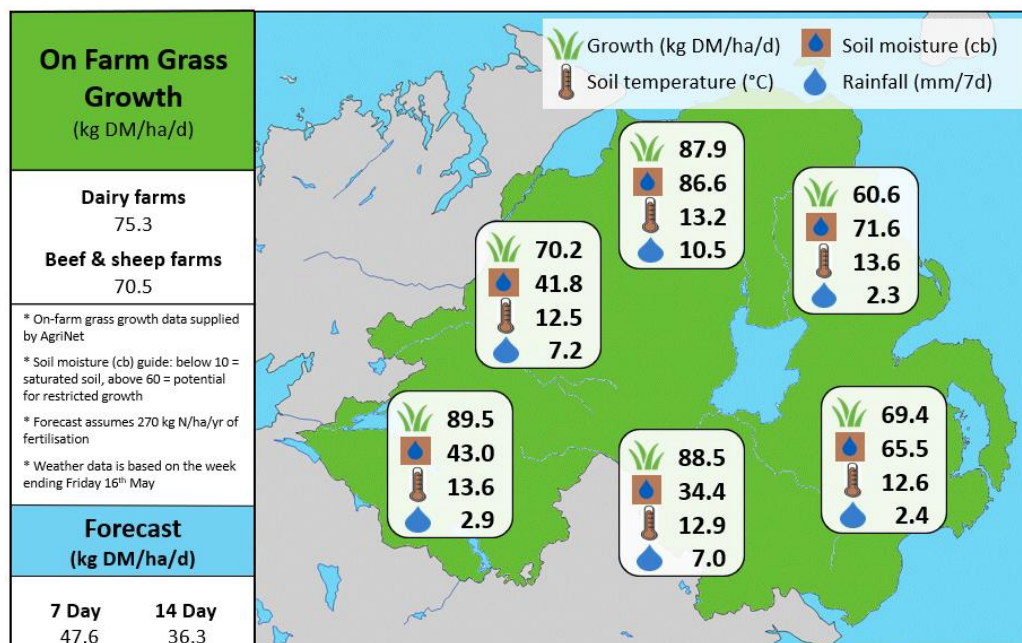 On Farm Grass
Growth
(kg DM/ha/d)
Dairy farms
75.3
Beef & sheep farms
70.5
* On-farm grass growth data supplied
by AgriNet
* Soil moisture (cb) guide: below 10 =
saturated soil, above 60 = potential
for restricted growth
* Forecast assumes 270 kg N/ha/yr of
fertilisation
* Weather data is based on the week
ending Friday 16th May
Forecast
(kg DM/ha/d)
7 Day 14 Day
47.6 36.3
Growth (kg DM/ha/d) Soil moisture (cb)
Soil temperature (°C) Rainfall (mm/7d)
87.9
86.6
13.2
10.5
60.6
71.6
13.6
2.3
70.2
41.8
12.5
7.2
89.5
43.0
13.6
2.9
88.5
34.4
12.9
7.0
69.4
65.5
12.6
2.4